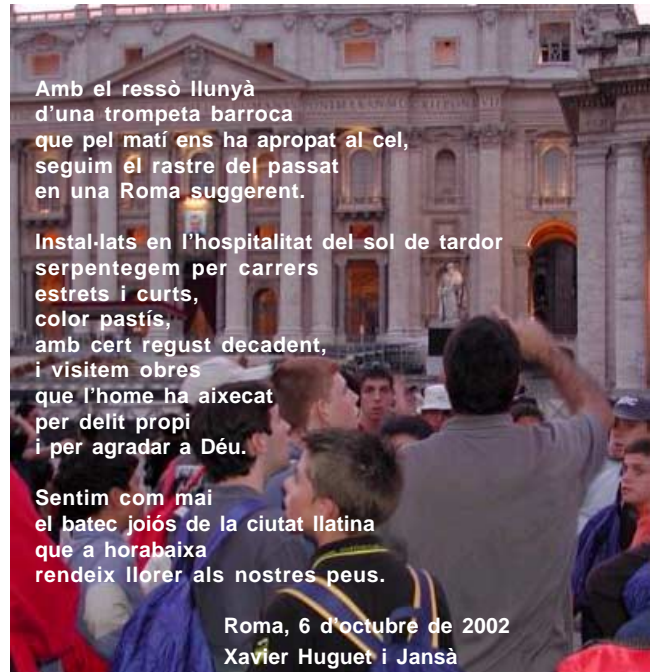 Amb el ressò llunyà
d'una trompeta barroca
que pel matí ens ha apropat al cel,
seguim el rastre del passat
en una Roma suggerent.
Instal·lats en l'hospitalitat del sol de tardor
serpentegem per carrers
estrets i curts,
color pastís,
amb cert regust decadent,
i visitem obres
que l'home ha aixecat
per delit propi
i per agradar a Déu.
Sentim com mai
el batec joiós de la ciutat llatina
que a horabaixa
rendeix llorer als nostres peus.
Roma, 6 d'octubre de 2002
Xavier Huguet i Jansà